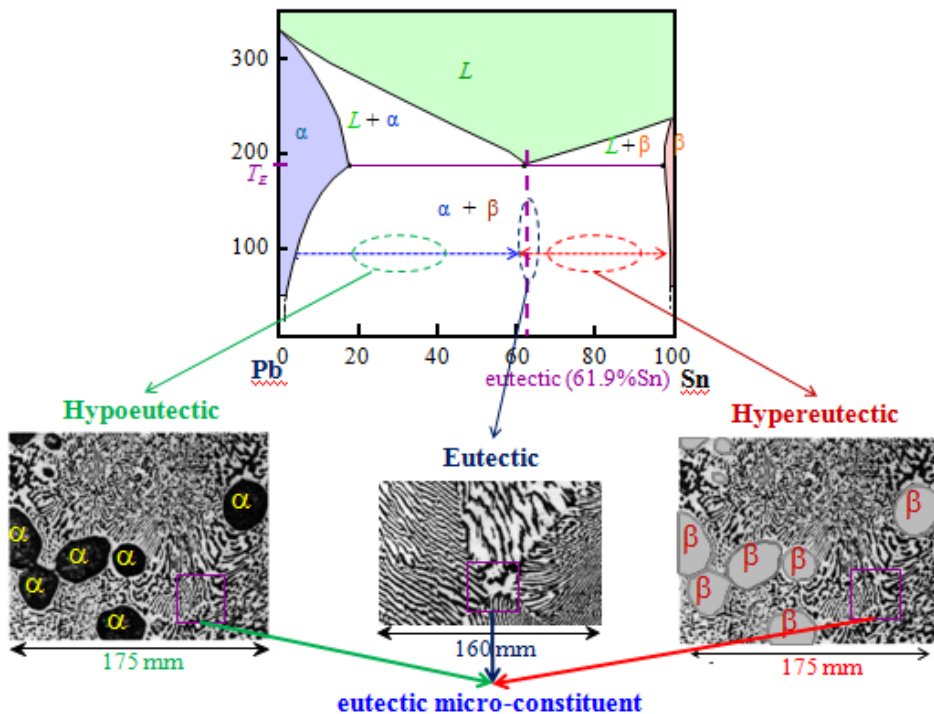 300
L
L + α
α
200
L + β
β
T_E
α + β
100
0 20 40 60 80 100
Pb
eutectic (61.9%Sn)
Sn
Hypoeutectic
Hypereutectic
Eutectic
α
α
α
α
α
α
β
β
β
β
β
β
175 mm
160 mm
175 mm
eutectic micro-constituent